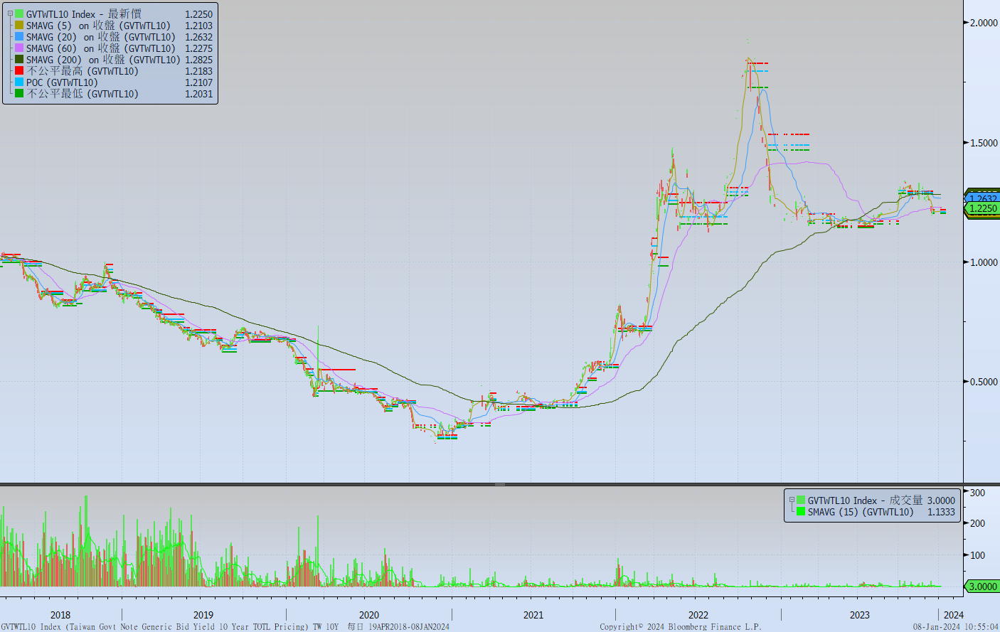 GVTWTL10 Index - 最新價 1.2250
SMAVG (5) on 收盤 (GVTWTL10) 1.2103
SMAVG (20) on 收盤 (GVTWTL10) 1.2632
SMAVG (60) on 收盤 (GVTWTL10) 1.2275
SMAVG (200) on 收盤 (GVTWTL10) 1.2825
不公平最高 (GVTWTL10) 1.2183
POC (GVTWTL10) 1.2107
不公平最低 (GVTWTL10) 1.2031
2.0000
1.5000
1.2632
1.2250
1.0000
0.5000
GVTWTL10 Index - 成交量 3.0000
SMAVG (15) (GVTWTL10) 1.1333
300
200
100
3.0000
2018 2019 2020 2021 2022 2023 2024
GVTWTL10 Index (Taiwan Govt Note Generic Bid Yield 10 Year TOTL Pricing) TW 10Y 每日 19APR2018-08JAN2024 Copyright© 2024 Bloomberg Finance L.P. 08-Jan-2024 10:55:04